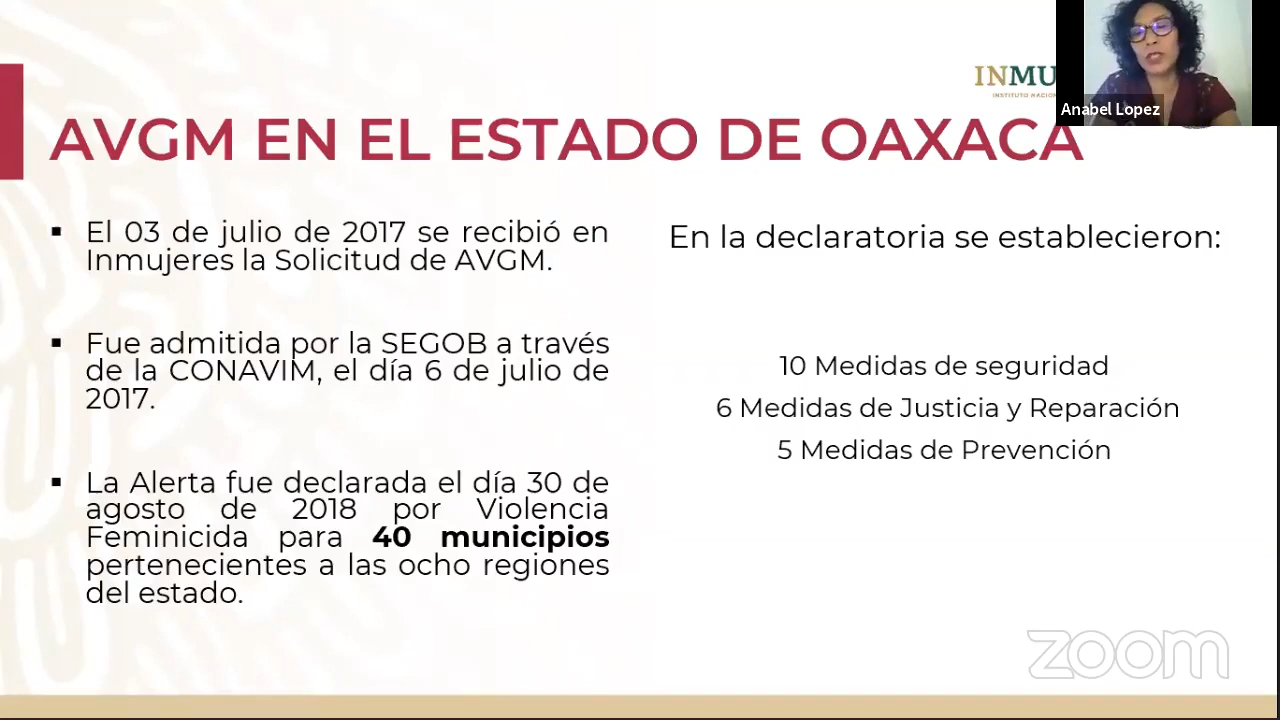 INMU
INSTITUTO NACION
Anabel Lopez
AVGM EN EL ESTADO DE OAXACA
▪ El 03 de julio de 2017 se recibió en
Inmujeres la Solicitud de AVGM.
▪ Fue admitida por la SEGOB a través
de la CONAVIM, el día 6 de julio de
2017.
▪ La Alerta fue declarada el día 30 de
agosto de 2018 por Violencia
Feminicida para 40 municipios
pertenecientes a las ocho regiones
del estado.
En la declaratoria se establecieron:
10 Medidas de seguridad
6 Medidas de Justicia y Reparación
5 Medidas de Prevención
zoom